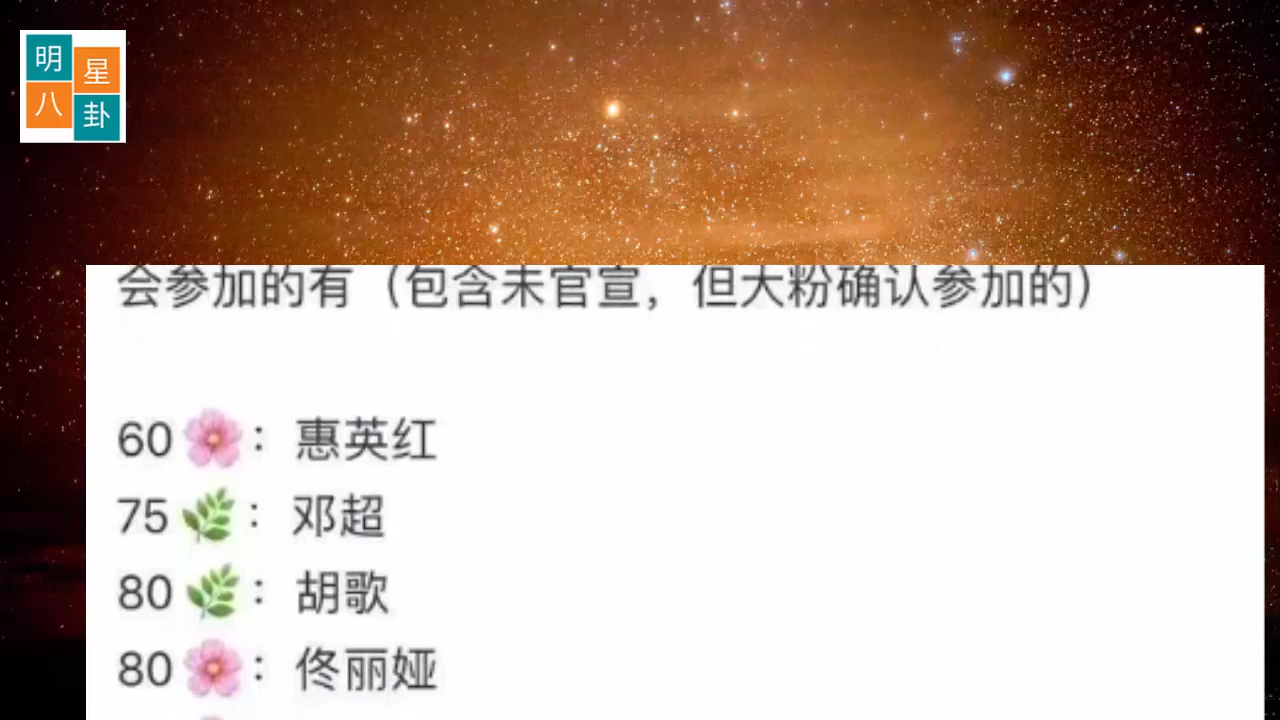 明星
八卦
会参加的有（包含未官宣，但大粉确认参加的）
60🌸：惠英红
75🌿：邓超
80🌿：胡歌
80🌸：佟丽娅